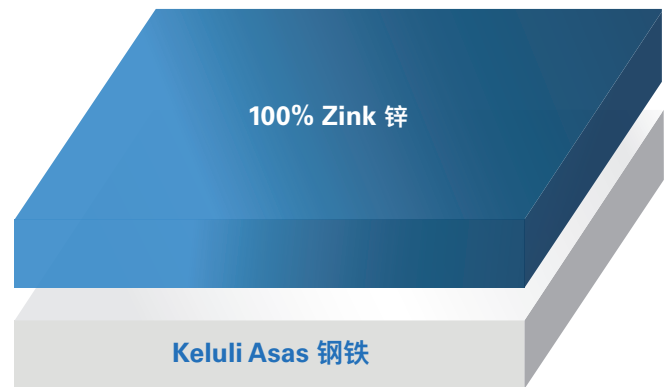 100% Zink 锌
Keluli Asas 钢铁